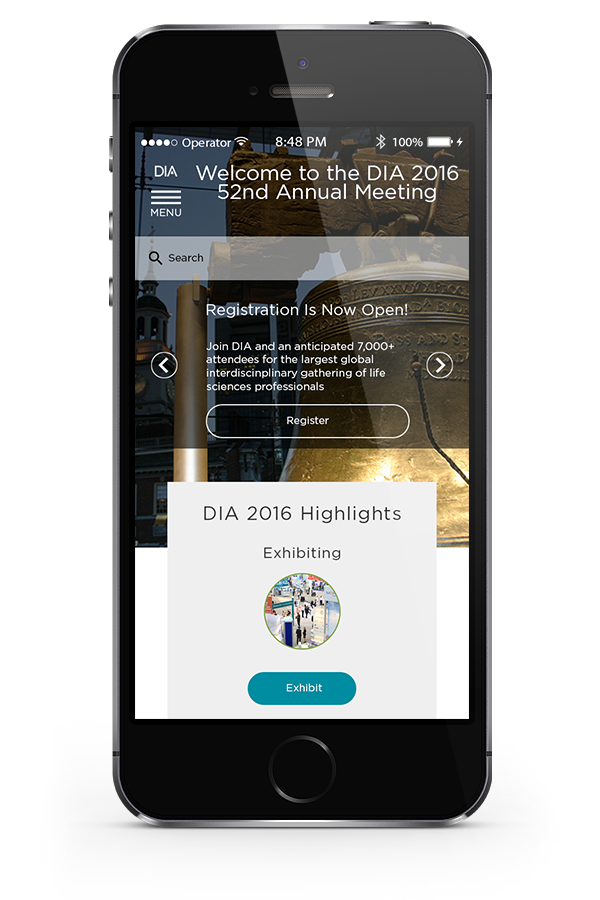 Operator 8:48 PM 100%
DIA
Welcome to the DIA 2016
52nd Annual Meeting
MENU
Search
Registration Is Now Open!
Join DIA and an anticipated 7,000+
attendees for the largest global
interdiscinplinary gathering of life
sciences professionals
Register
DIA 2016 Highlights
Exhibiting
Exhibit